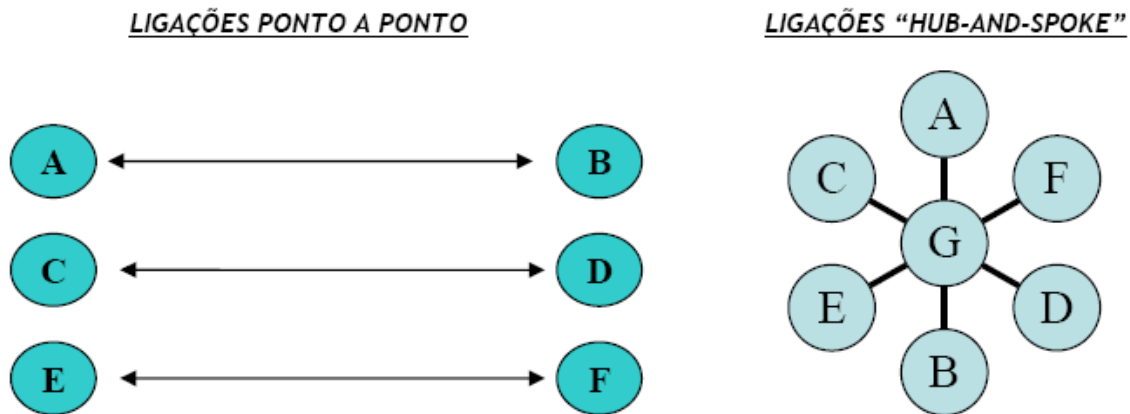 LIGAÇÕES PONTO A PONTO
A B
C D
E F
LIGAÇÕES “HUB-AND-SPOKE”
A
C F
G
E D
B